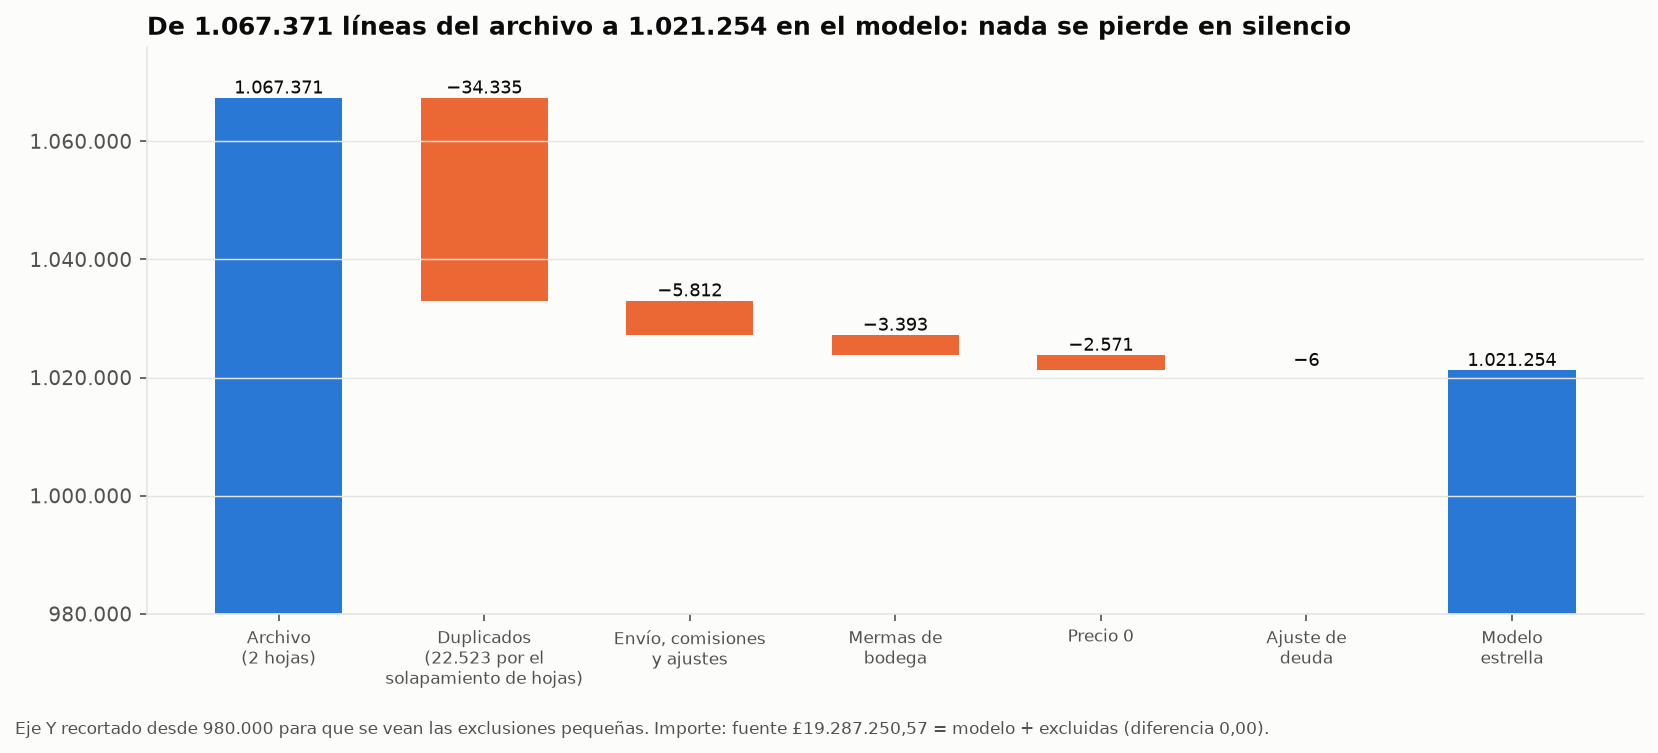 De 1.067.371 líneas del archivo a 1.021.254 en el modelo: nada se pierde en silencio
1.067.371
−34.335
−5.812
−3.393
−2.571
−6
1.021.254
1.060.000
1.040.000
1.020.000
1.000.000
980.000
Archivo
(2 hojas)
Duplicados
(22.523 por el
solapamiento de hojas)
Envío, comisiones
y ajustes
Mermas de
bodega
Precio 0
Ajuste de
deuda
Modelo
estrella
Eje Y recortado desde 980.000 para que se vean las exclusiones pequeñas. Importe: fuente £19.287.250,57 = modelo + excluidas (diferencia 0,00).